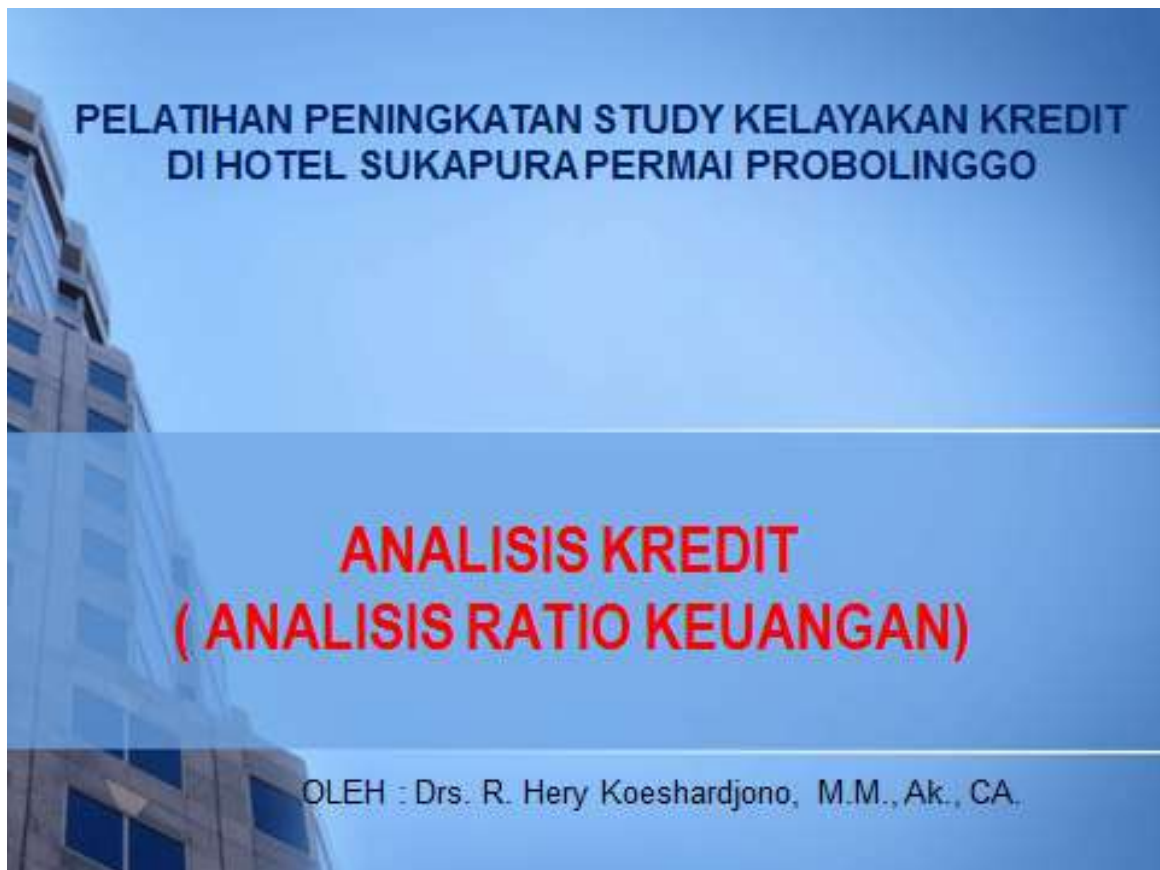 PELATIHAN PENINGKATAN STUDY KELAYAKAN KREDIT
DI HOTEL SUKAPURA PERMAI PROBOLINGGO
ANALISIS KREDIT
( ANALISIS RATIO KEUANGAN)
OLEH : Drs. R. Hery Koeshardjono, M.M., Ak., CA.